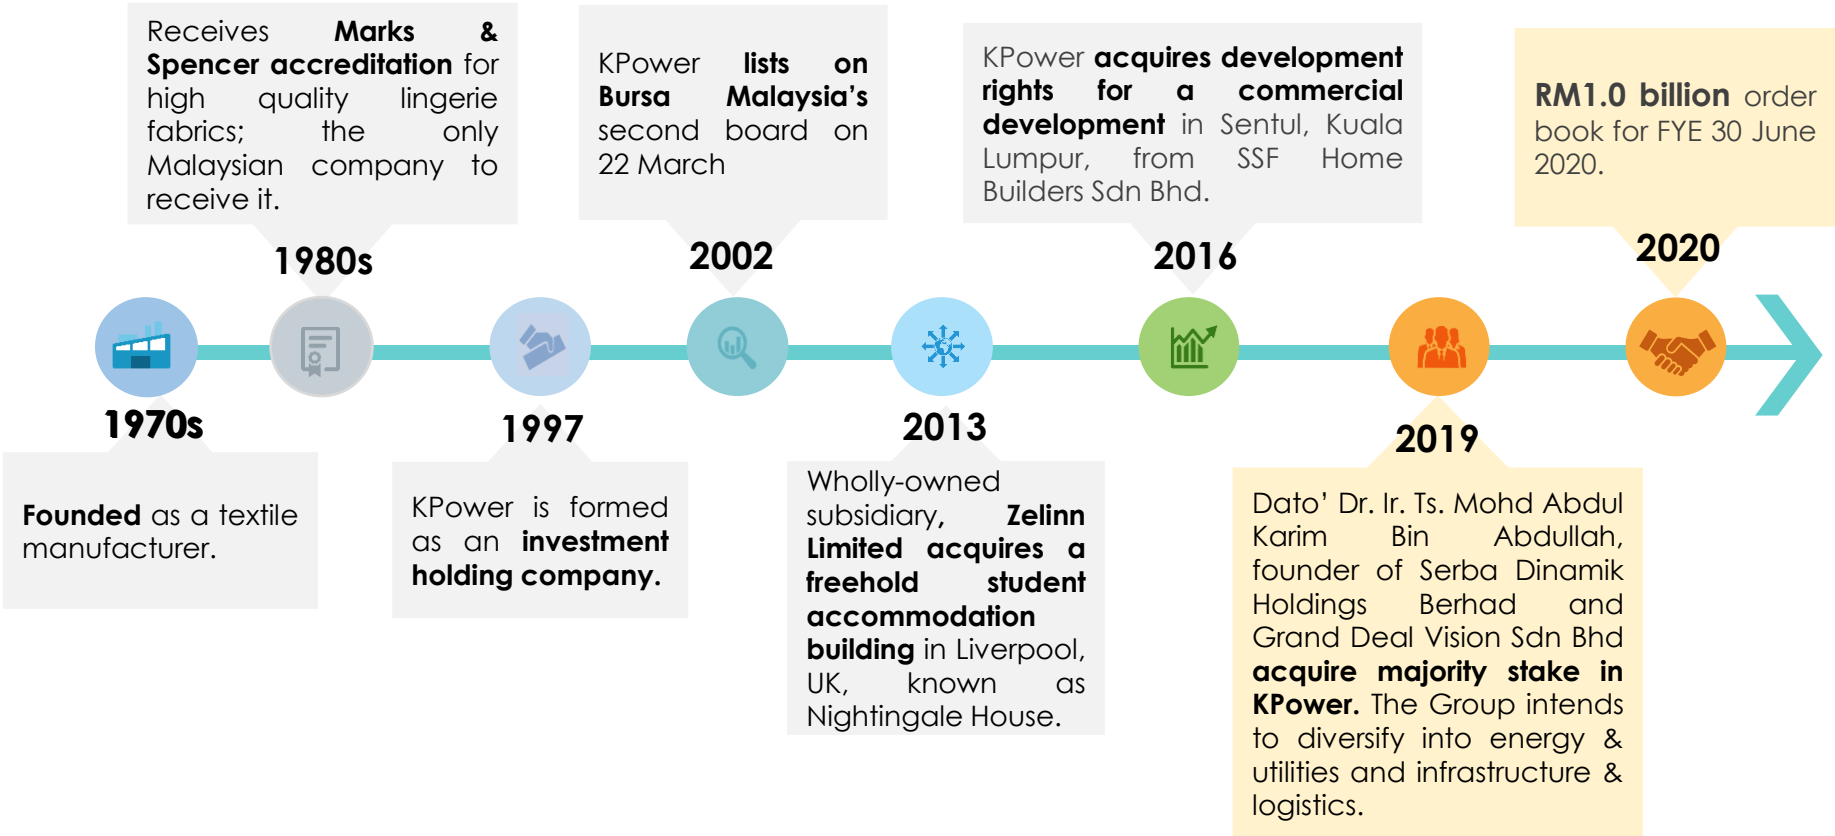 Receives Marks &
Spencer accreditation for
high quality lingerie
fabrics; the only
Malaysian company to
receive it.
1980s
KPower lists on
Bursa Malaysia’s
second board on
22 March
2002
KPower acquires development
rights for a commercial
development in Sentul, Kuala
Lumpur, from SSF Home
Builders Sdn Bhd.
2016
RM1.0 billion order
book for FYE 30 June
2020.
2020
1970s
Founded as a textile
manufacturer.
1997
KPower is formed
as an investment
holding company.
2013
Wholly-owned
subsidiary, Zelinn
Limited acquires a
freehold student
accommodation
building in Liverpool,
UK, known as
Nightingale House.
2019
Dato’ Dr. Ir. Ts. Mohd Abdul
Karim Bin Abdullah,
founder of Serba Dinamik
Holdings Berhad and
Grand Deal Vision Sdn Bhd
acquire majority stake in
KPower. The Group intends
to diversify into energy &
utilities and infrastructure &
logistics.